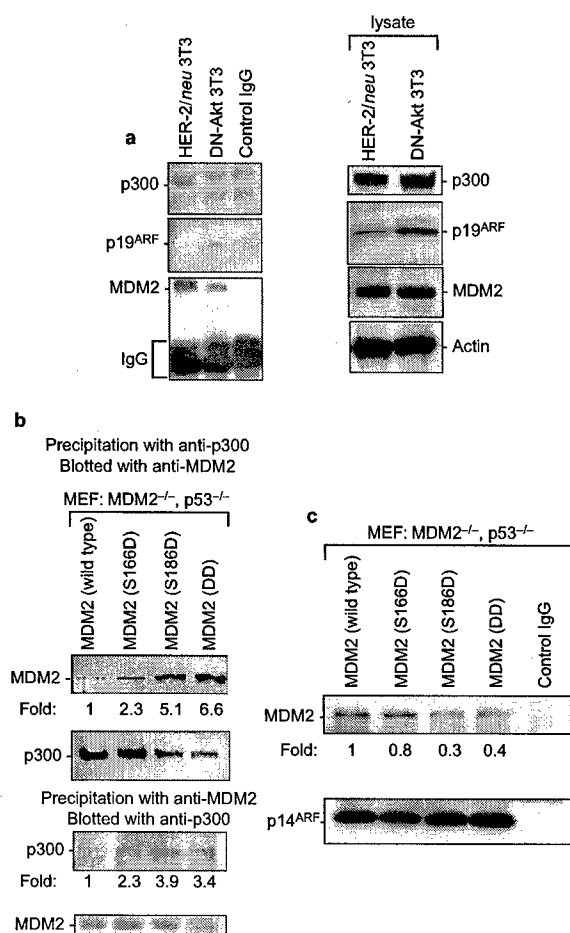 a
HER-2/neu 3T3
DN-Akt 3T3
Control IgG
p300
p19ARF
MDM2
IgG
lysate
HER-2/neu 3T3
DN-Akt 3T3
p300
p19ARF
MDM2
Actin
b
Precipitation with anti-p300
Blotted with anti-MDM2
MEF: MDM2–/–, p53–/–
MDM2 (wild type)
MDM2 (S166D)
MDM2 (S186D)
MDM2 (DD)
MDM2
Fold: 1 2.3 5.1 6.6
p300
Precipitation with anti-MDM2
Blotted with anti-p300
p300
Fold: 1 2.3 3.9 3.4
MDM2
c
MEF: MDM2–/–, p53–/–
MDM2 (wild type)
MDM2 (S166D)
MDM2 (S186D)
MDM2 (DD)
Control IgG
MDM2
Fold: 1 0.8 0.3 0.4
p14ARF